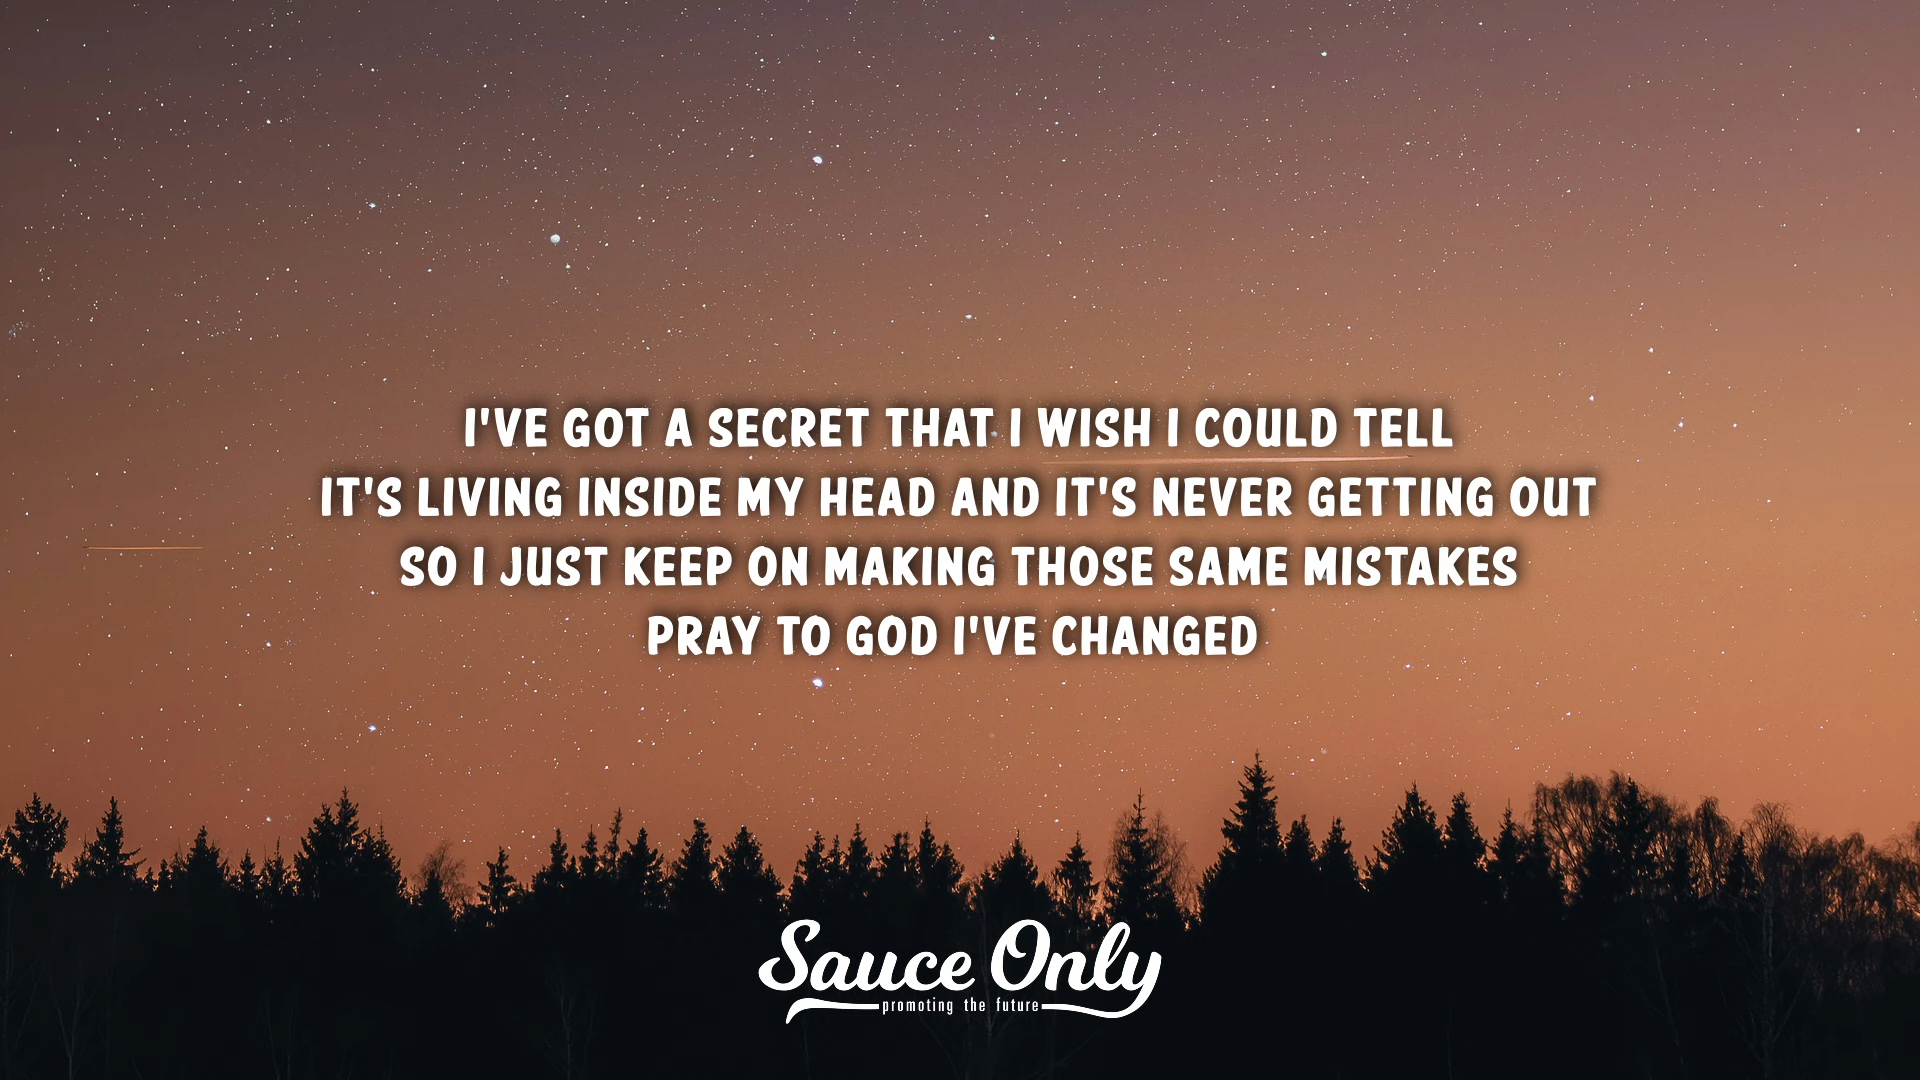 I'VE GOT A SECRET THAT I WISH I COULD TELL
IT'S LIVING INSIDE MY HEAD AND IT'S NEVER GETTING OUT
SO I JUST KEEP ON MAKING THOSE SAME MISTAKES
PRAY TO GOD I'VE CHANGED
Sauce Only
promoting the future